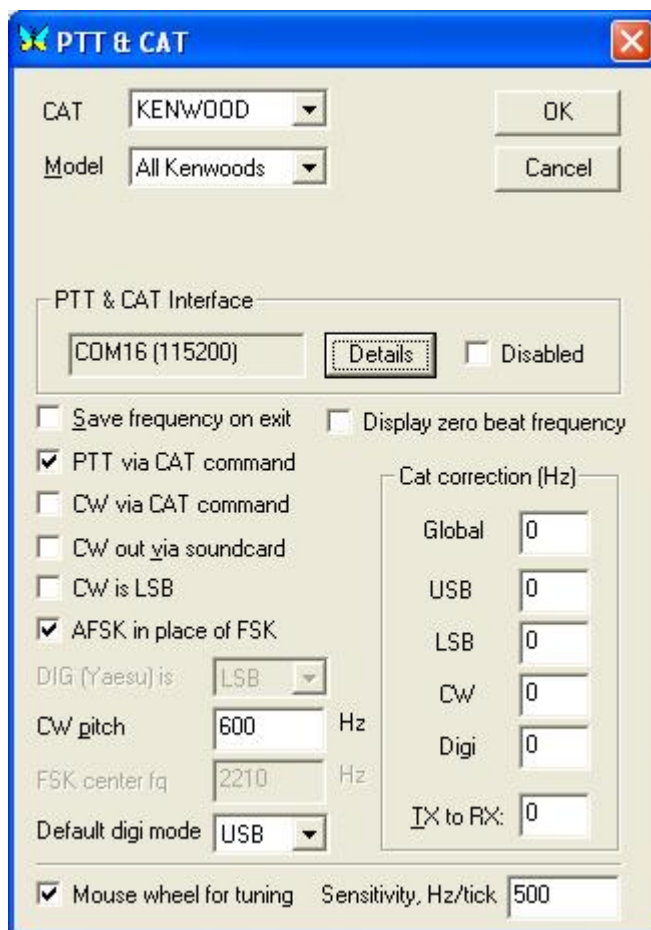 PTT & CAT
CAT KENWOOD OK
Model All Kenwoods Cancel
PTT & CAT Interface
COM16 (115200) Details Disabled
Save frequency on exit Display zero beat frequency
PTT via CAT command
CW via CAT command
CW out via soundcard
CW is LSB
AFSK in place of FSK
DIG (Yaesu) is LSB
CW pitch 600 Hz
FSK center fq 2210 Hz
Default digi mode USB
Cat correction (Hz)
Global 0
USB 0
LSB 0
CW 0
Digi 0
TX to RX: 0
Mouse wheel for tuning Sensitivity, Hz/tick 500